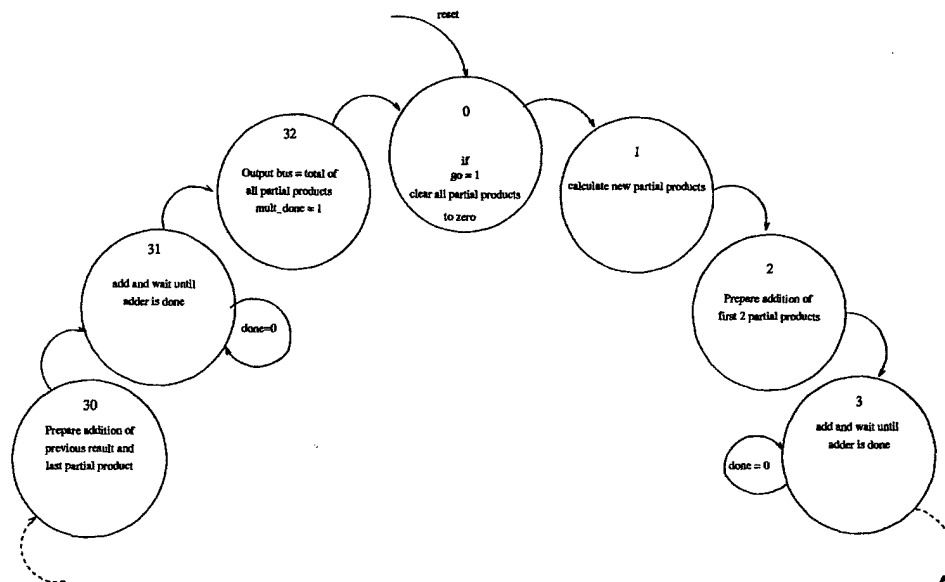 reset
0
if
go = 1
clear all partial products
to zero
1
calculate new partial products
2
Prepare addition of
first 2 partial products
3
add and wait until
adder is done
done = 0
30
Prepare addition of
previous result and
last partial product
31
add and wait until
adder is done
done=0
32
Output bus = total of
all partial products
mult_done = 1